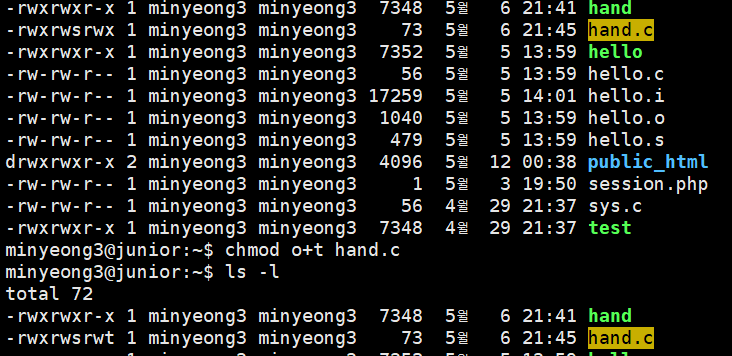 -rwxrwxr-x 1 minyeong3 minyeong3  7348  5월   6 21:41 hand
-rwxrwsrwx 1 minyeong3 minyeong3    73  5월   6 21:45 hand.c
-rwxrwxr-x 1 minyeong3 minyeong3  7352  5월   5 13:59 hello
-rw-rw-r-- 1 minyeong3 minyeong3    56  5월   5 13:59 hello.c
-rw-rw-r-- 1 minyeong3 minyeong3 17259  5월   5 14:01 hello.i
-rw-rw-r-- 1 minyeong3 minyeong3  1040  5월   5 13:59 hello.o
-rw-rw-r-- 1 minyeong3 minyeong3   479  5월   5 13:59 hello.s
drwxrwxr-x 2 minyeong3 minyeong3  4096  5월  12 00:38 public_html
-rw-rw-r-- 1 minyeong3 minyeong3     1  5월   3 19:50 session.php
-rw-rw-r-- 1 minyeong3 minyeong3    56  4월  29 21:37 sys.c
-rwxrwxr-x 1 minyeong3 minyeong3  7348  4월  29 21:37 test
minyeong3@junior:~$ chmod o+t hand.c
minyeong3@junior:~$ ls -l
total 72
-rwxrwxr-x 1 minyeong3 minyeong3  7348  5월   6 21:41 hand
-rwxrwsrwt 1 minyeong3 minyeong3    73  5월   6 21:45 hand.c